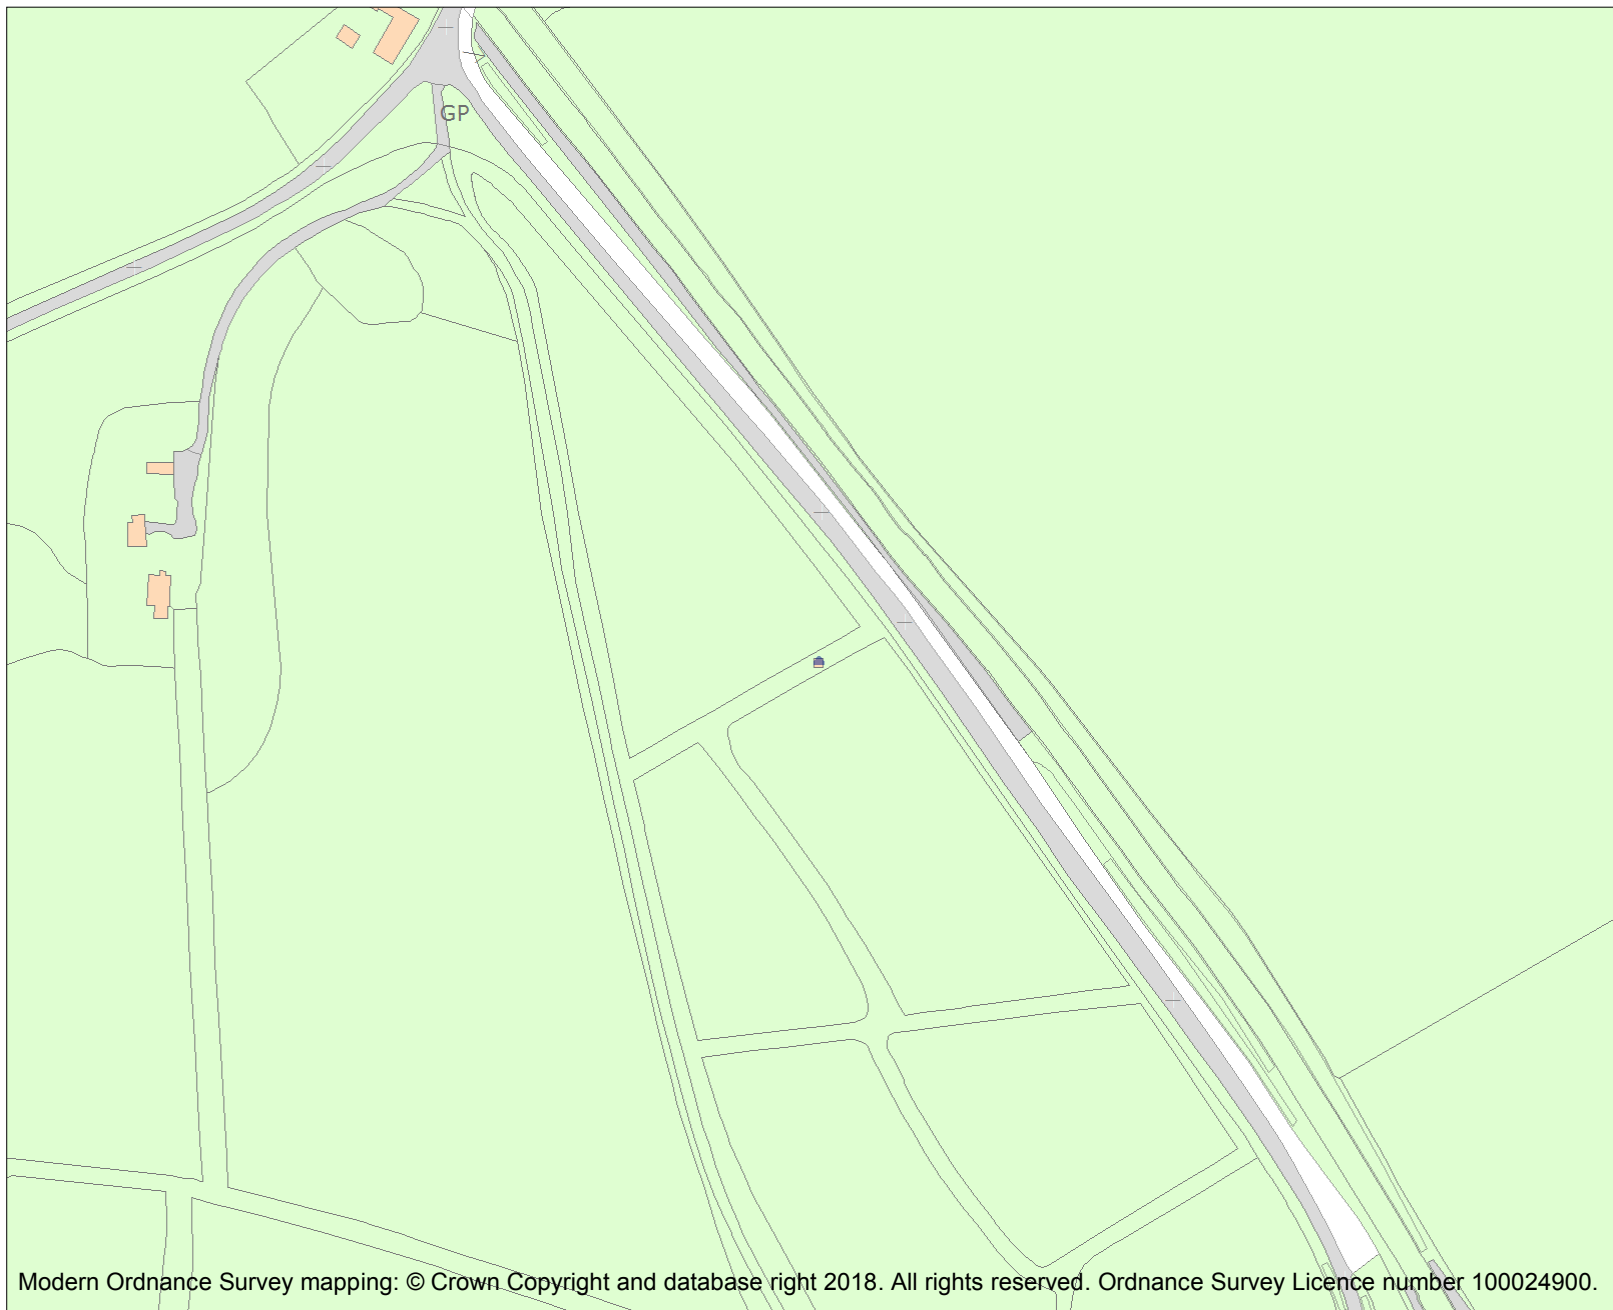 GP
Modern Ordnance Survey mapping: © Crown Copyright and database right 2018. All rights reserved. Ordnance Survey Licence number 100024900.